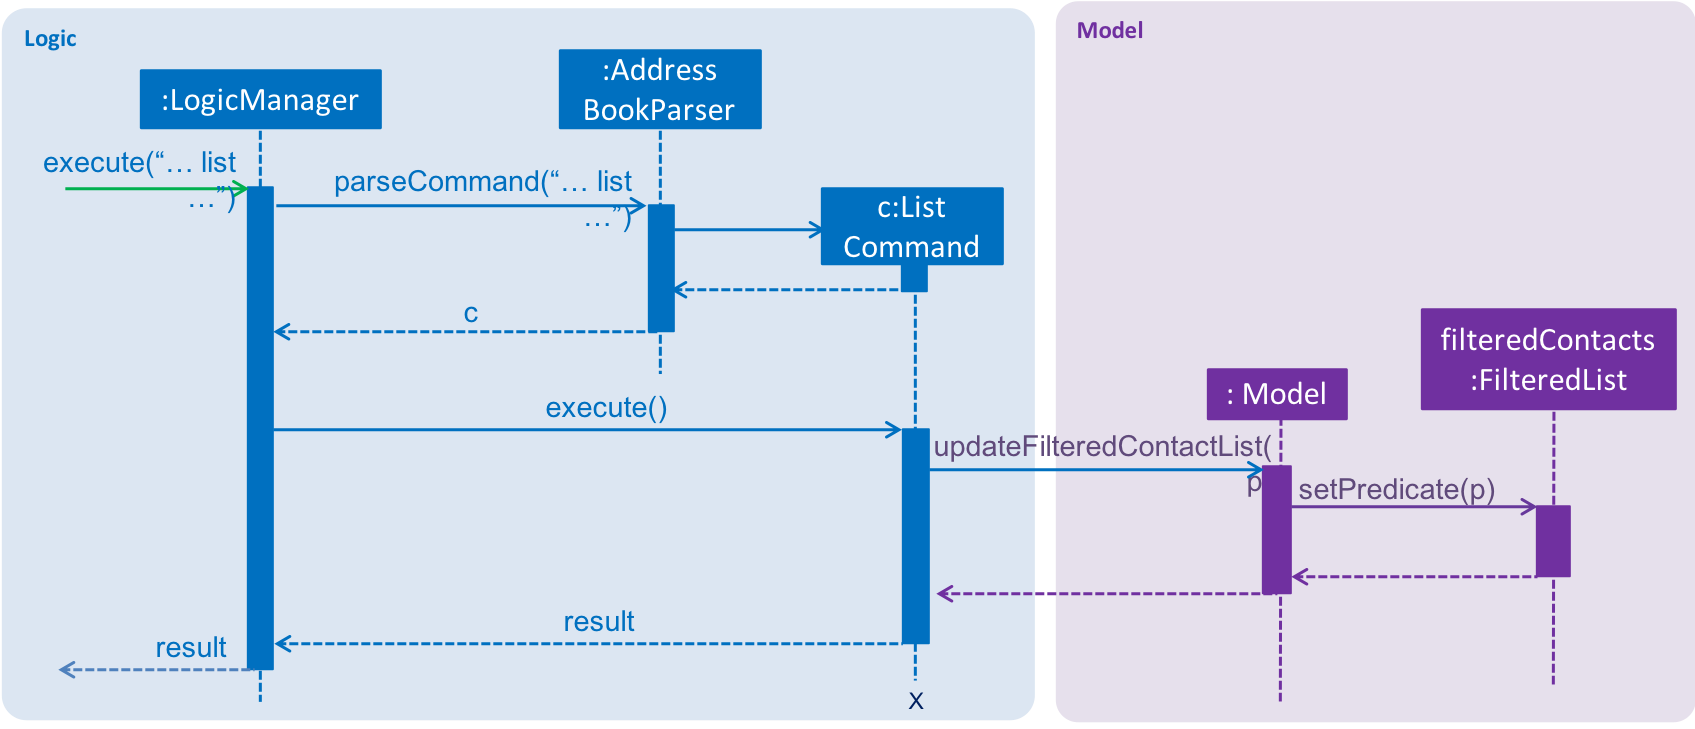 Logic
Model
:Address
BookParser
:LogicManager
execute(“… list
…”)
parseCommand(“… list
…”)
c:List
Command
c
filteredContacts
:FilteredList
: Model
execute()
updateFilteredContactList(
p
setPredicate(p)
result
result
x